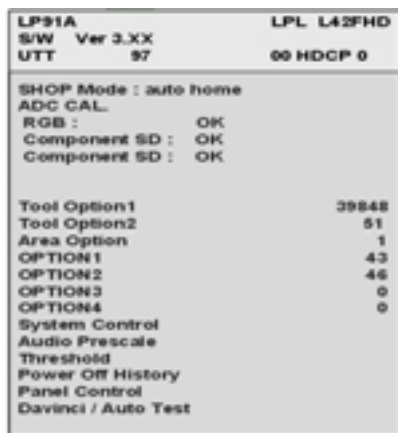 LP91A LPL L42FHD
S/W Ver 3.XX
UTT 97 00 HDCP 0
SHOP Mode : auto home
ADC CAL.
RGB : OK
Component SD : OK
Component SD : OK
Tool Option1 39848
Tool Option2 51
Area Option 1
OPTION1 43
OPTION2 46
OPTION3 0
OPTION4 0
System Control
Audio Prescale
Threshold
Power Off History
Panel Control
Davinci / Auto Test